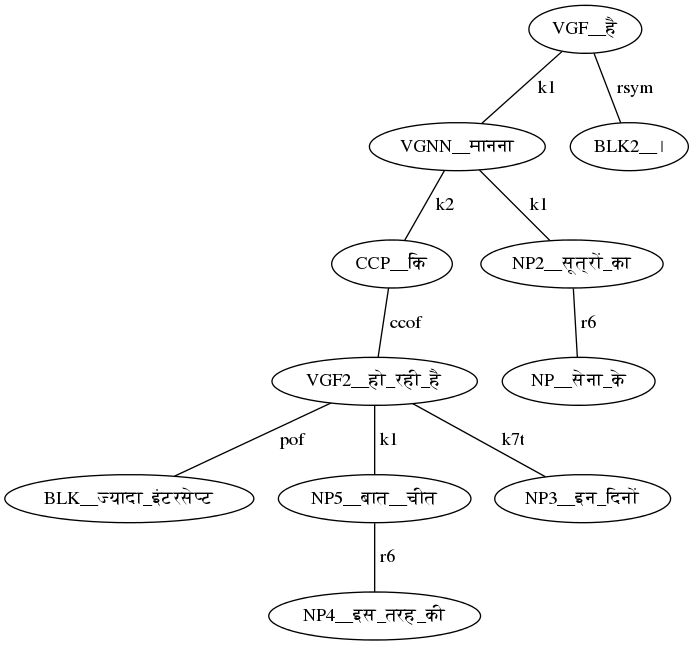 VGF__है
k1
rsym
VGNN__मानना
BLK2__।
k2
k1
CCP__कि
NP2__सूत्रों_का
ccof
r6
VGF2__हो_रही_है
NP__सेना_के
pof
k1
k7t
BLK__ज्यादा_इंटरसेप्ट
NP5__बात__चीत
NP3__इन_दिनों
r6
NP4__इस_तरह_की